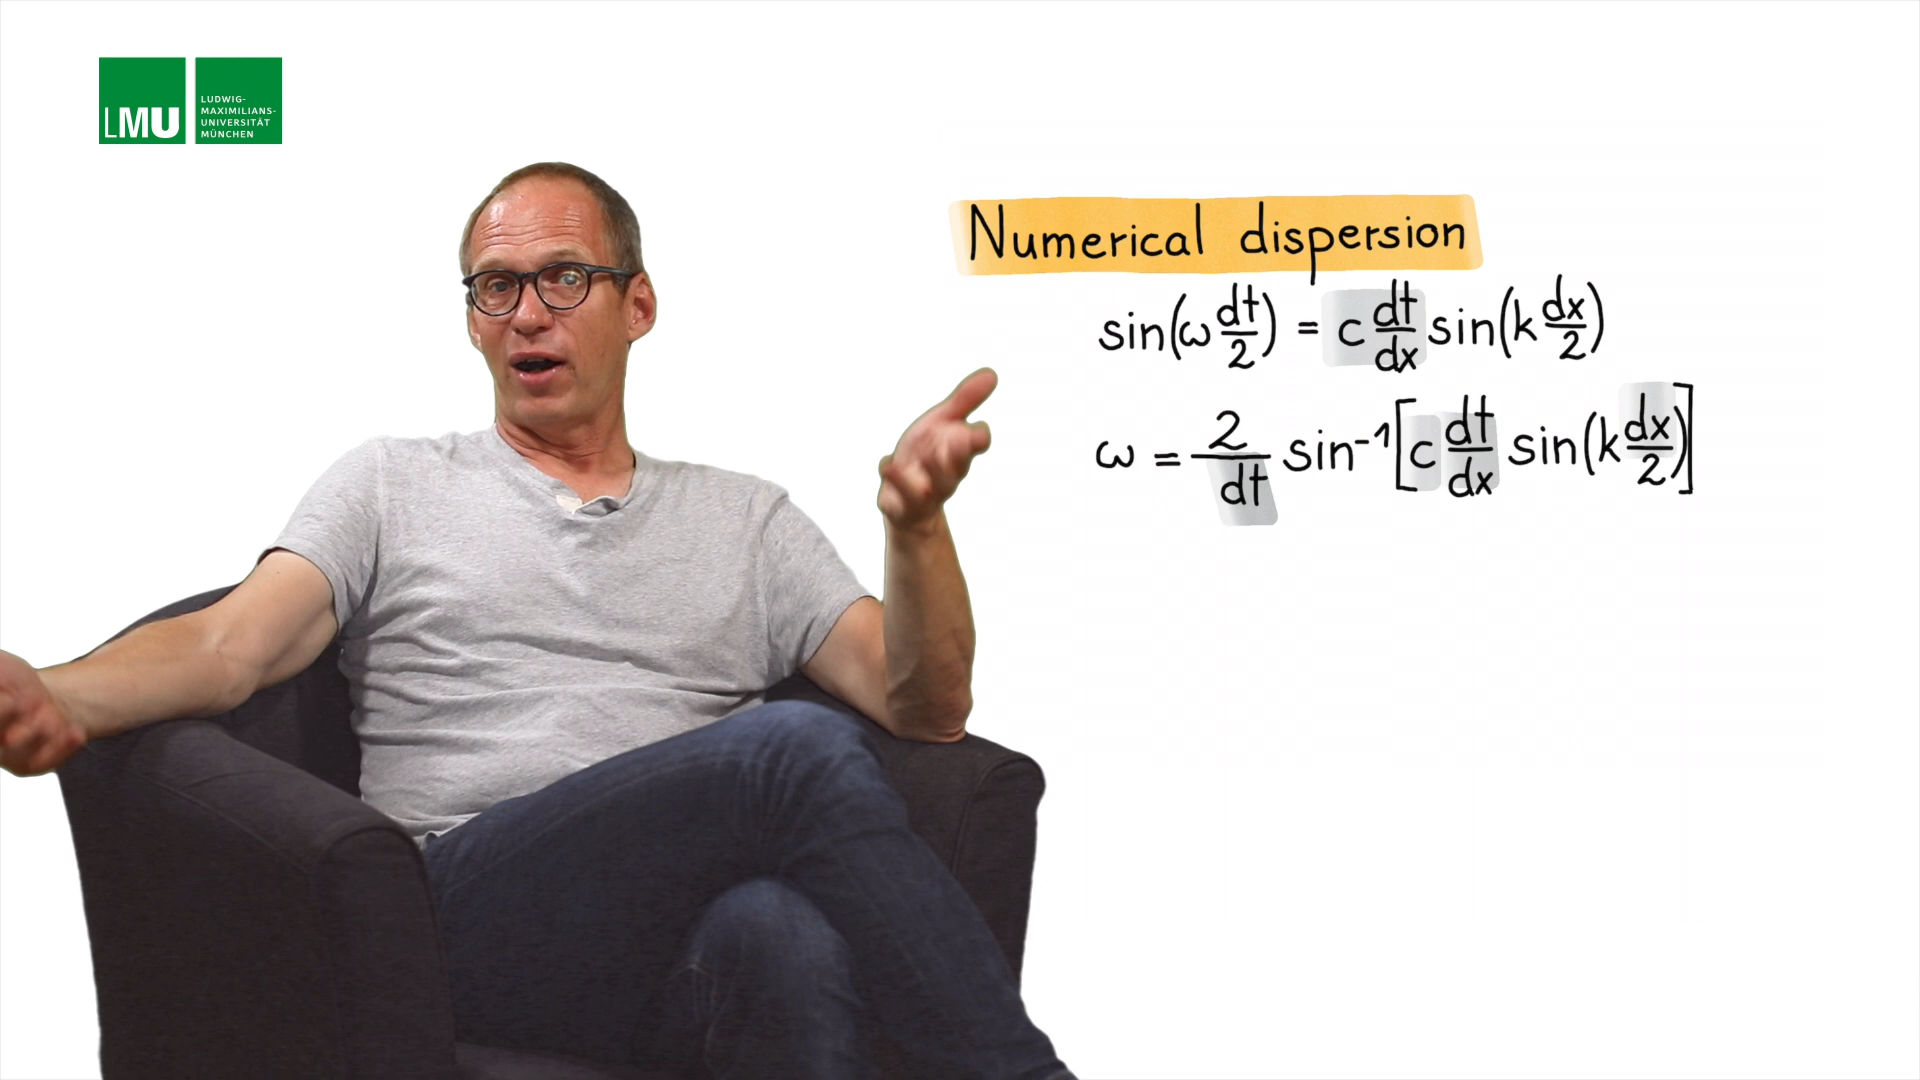 LMU
LUDWIG-
MAXIMILIANS-
UNIVERSITÄT
MÜNCHEN
Numerical dispersion
sin(ω dt/2) = c dt/dx sin(k dx/2)
ω = 2/dt sin⁻¹[c dt/dx sin(k dx/2)]